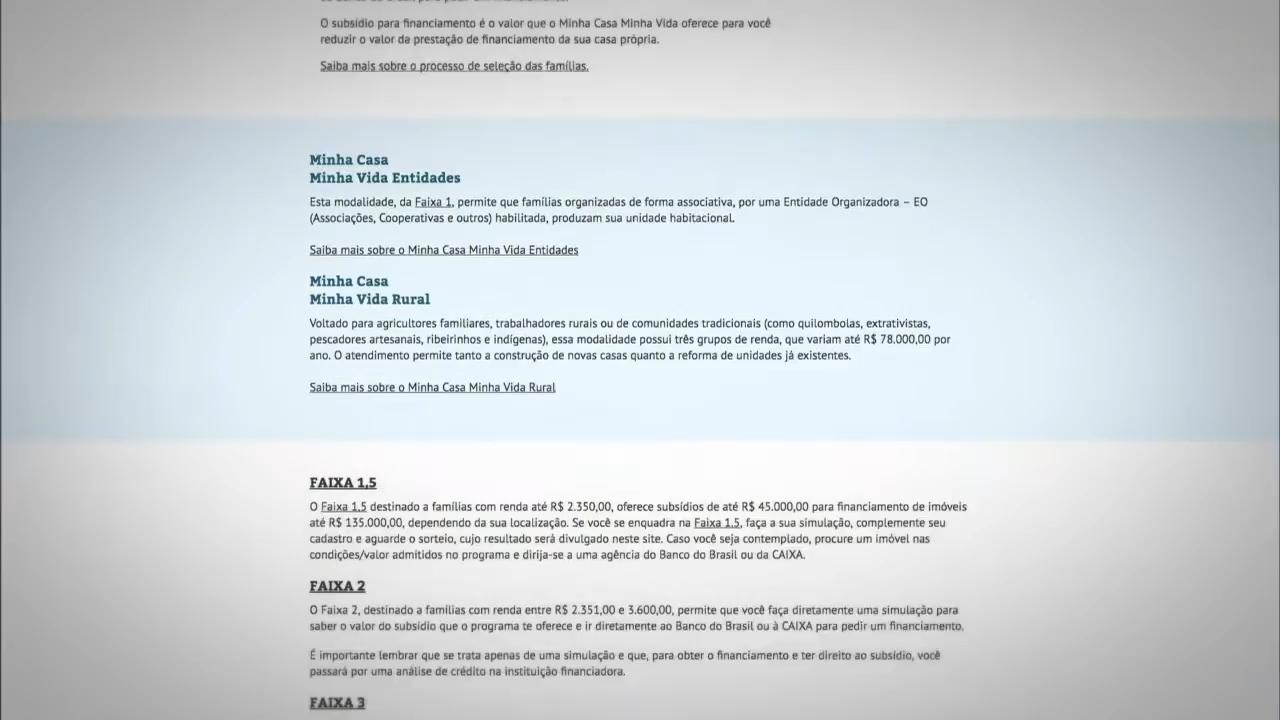 O subsídio para financiamento é o valor que o Minha Casa Minha Vida oferece para você
reduzir o valor da prestação de financiamento da sua casa própria.
Saiba mais sobre o processo de seleção das famílias.
Minha Casa
Minha Vida Entidades
Esta modalidade, da Faixa 1, permite que famílias organizadas de forma associativa, por uma Entidade Organizadora – EO
(Associações, Cooperativas e outros) habilitada, produzam sua unidade habitacional.
Saiba mais sobre o Minha Casa Minha Vida Entidades
Minha Casa
Minha Vida Rural
Voltado para agricultores familiares, trabalhadores rurais ou de comunidades tradicionais (como quilombolas, extrativistas,
pescadores artesanais, ribeirinhos e indígenas), essa modalidade possui três grupos de renda, que variam até R$ 78.000,00 por
ano. O atendimento permite tanto a construção de novas casas quanto a reforma de unidades já existentes.
Saiba mais sobre o Minha Casa Minha Vida Rural
FAIXA 1,5
O Faixa 1,5 destinado a famílias com renda até R$ 2.350,00, oferece subsídios de até R$ 45.000,00 para financiamento de imóveis
até R$ 135.000,00, dependendo da sua localização. Se você se enquadra na Faixa 1,5, faça a sua simulação, complemente seu
cadastro e aguarde o sorteio, cujo resultado será divulgado neste site. Caso você seja contemplado, procure um imóvel nas
condições/valor admitidos no programa e dirija-se a uma agência do Banco do Brasil ou da CAIXA.
FAIXA 2
O Faixa 2, destinado a famílias com renda entre R$ 2.351,00 e 3.600,00, permite que você faça diretamente uma simulação para
saber o valor do subsídio que o programa te oferece e ir diretamente ao Banco do Brasil ou à CAIXA para pedir um financiamento.
É importante lembrar que se trata apenas de uma simulação e que, para obter o financiamento e ter direito ao subsídio, você
passará por uma análise de crédito na instituição financiadora.
FAIXA 3